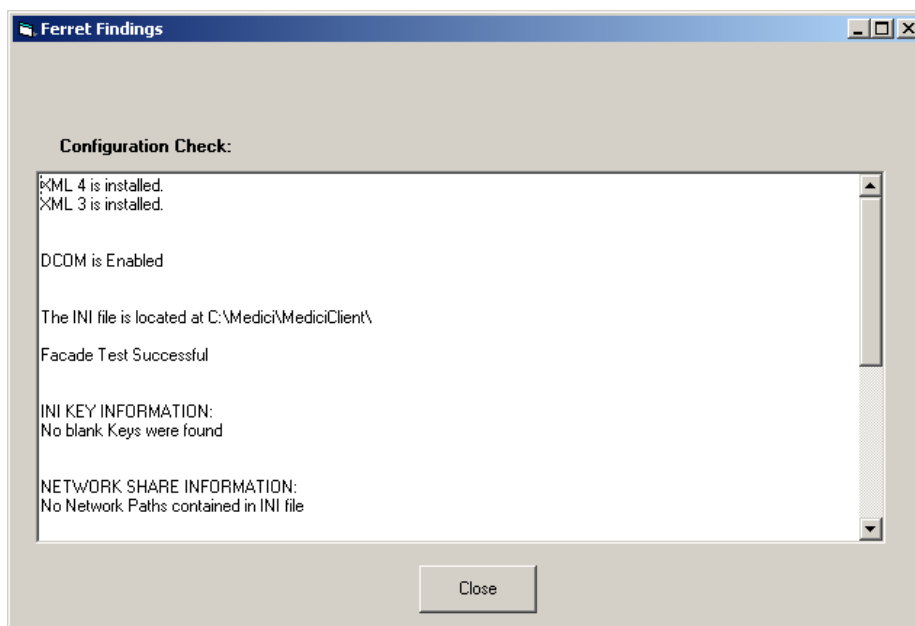 Ferret Findings
Configuration Check:
XML 4 is installed.
XML 3 is installed.
DCOM is Enabled
The INI file is located at C:\Medici\MediciClient\
Facade Test Successful
INI KEY INFORMATION:
No blank Keys were found
NETWORK SHARE INFORMATION:
No Network Paths contained in INI file
Close